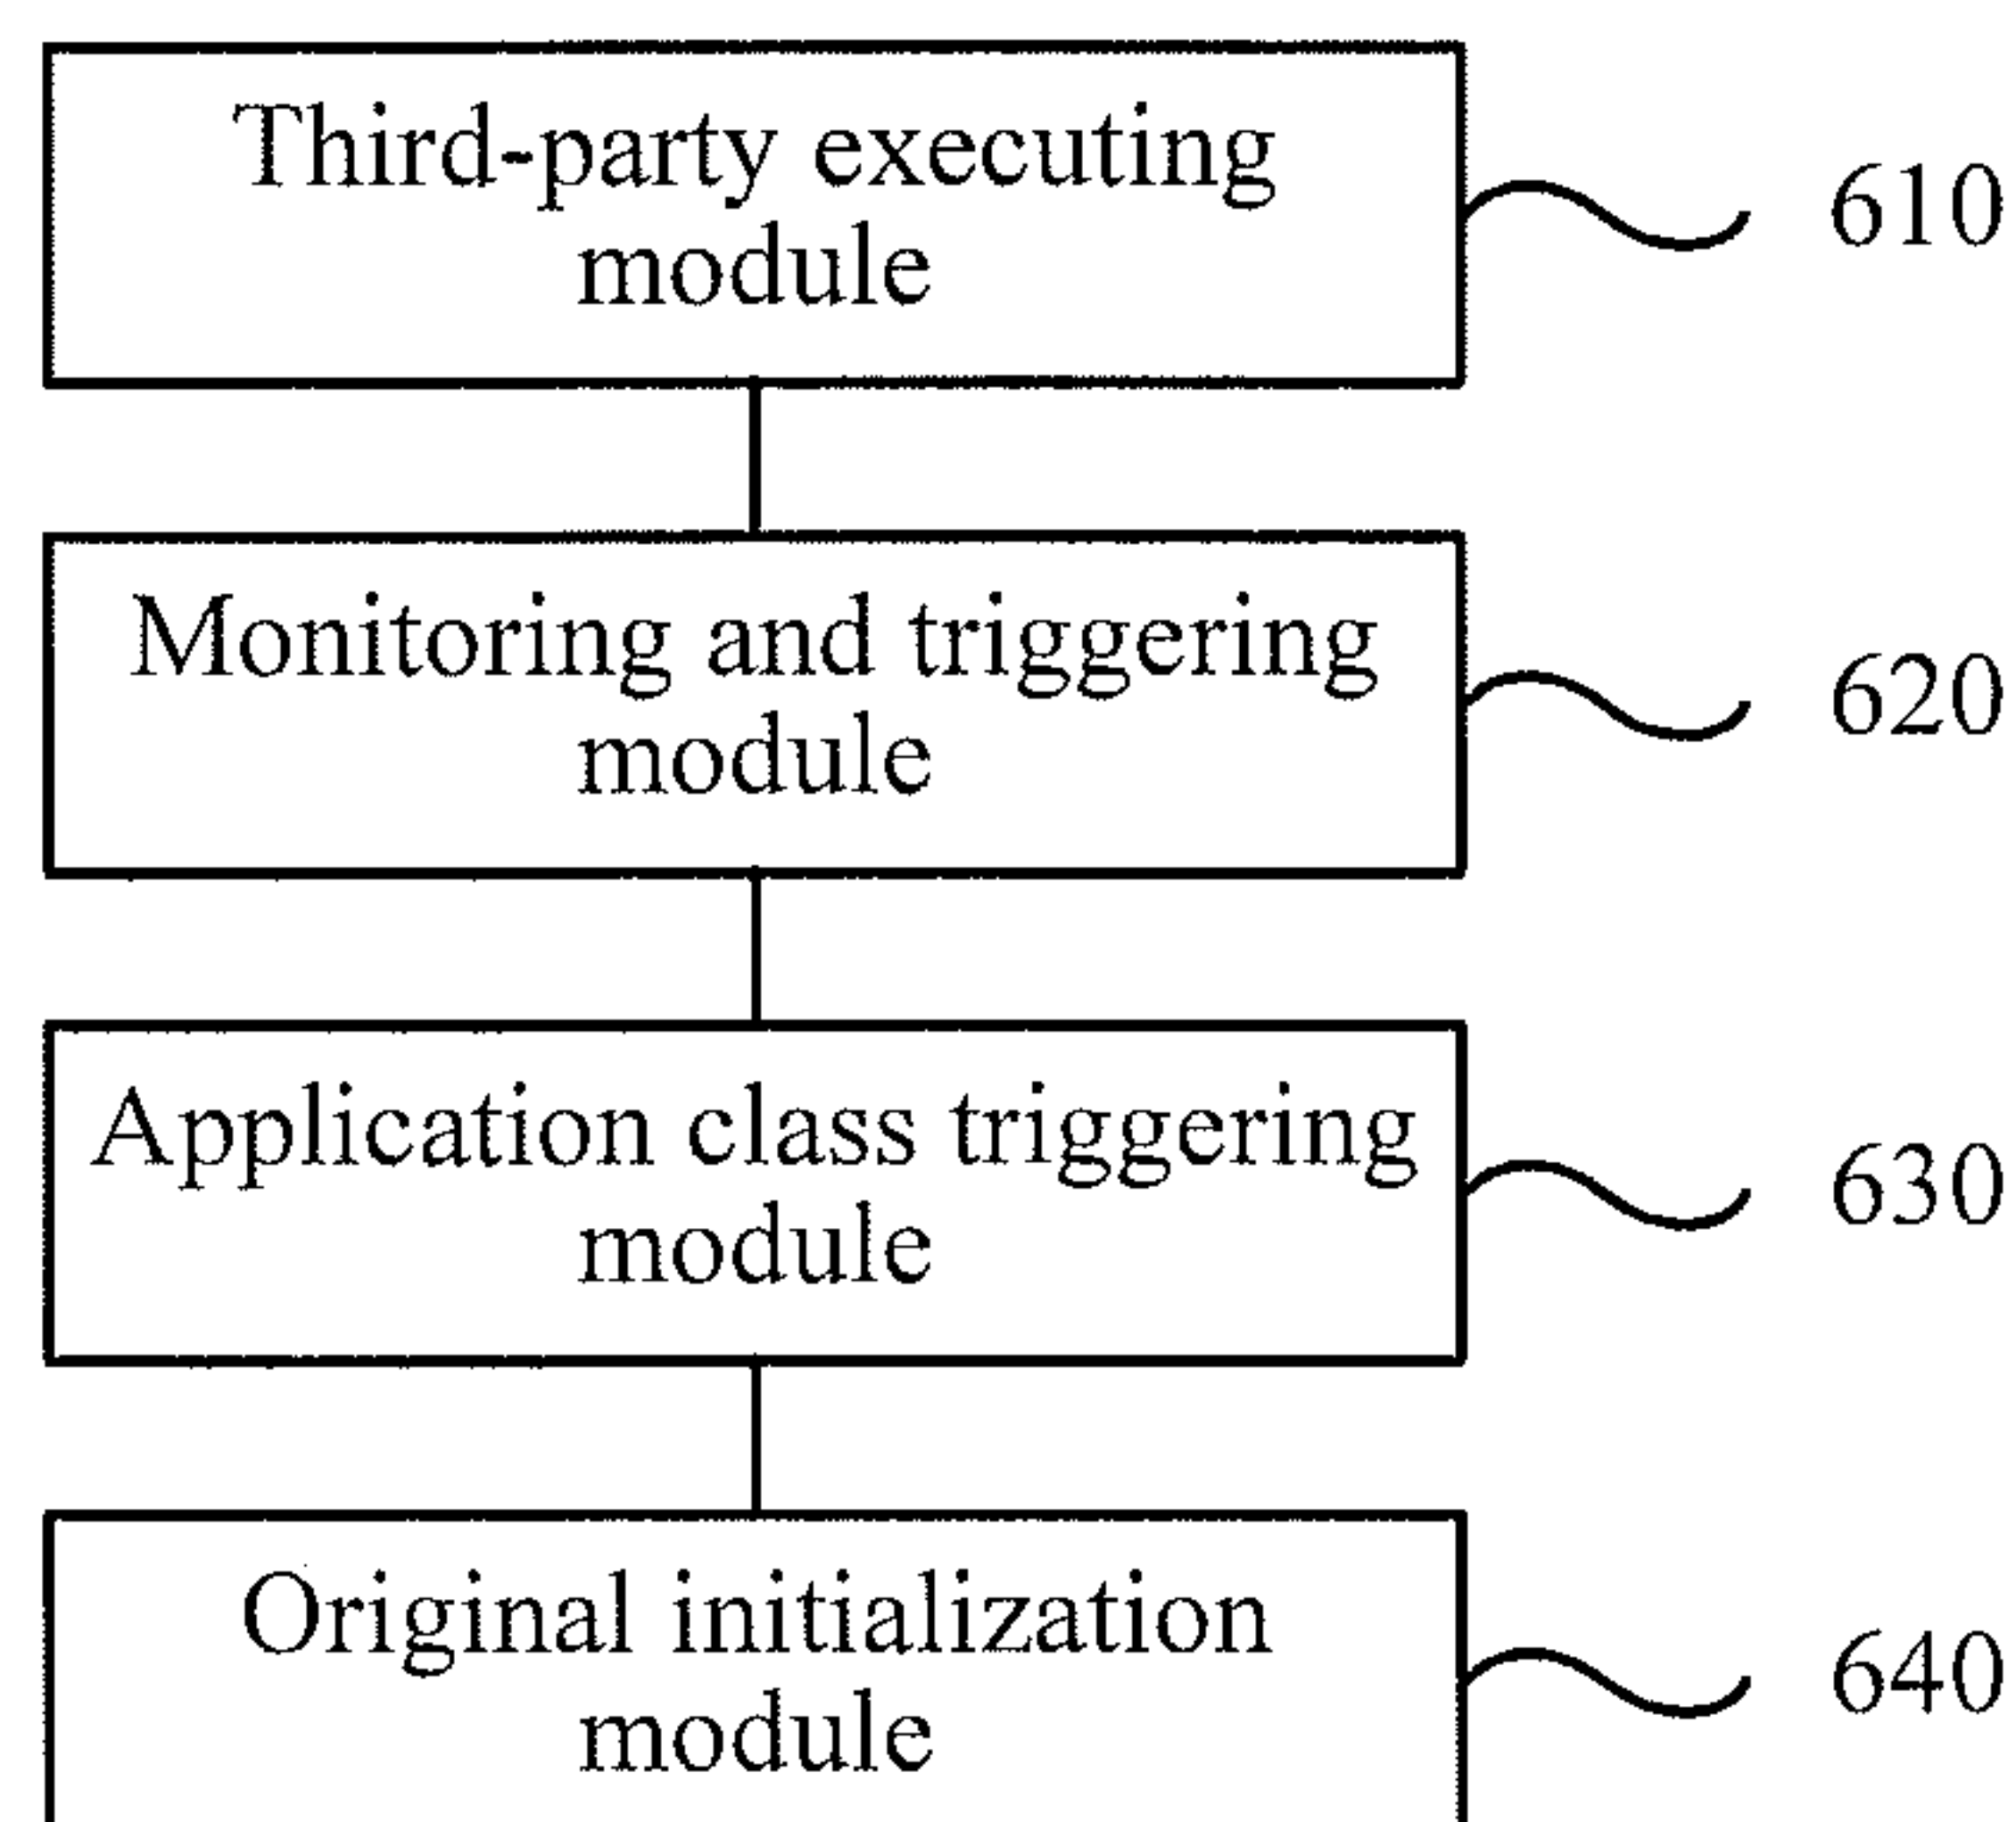 Third-party executing
module
610
Monitoring and triggering
module
620
Application class triggering
module
630
Original initialization
module
640